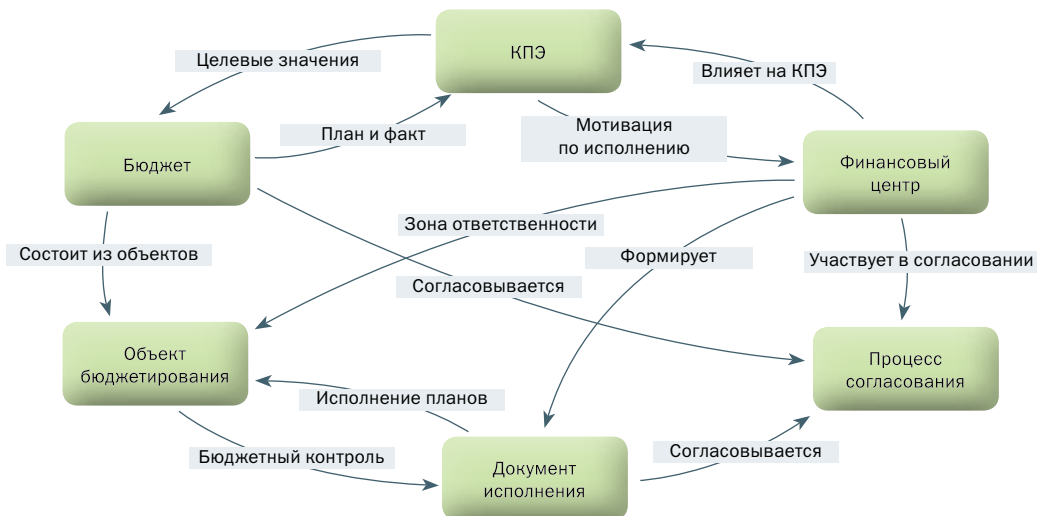 КПЭ
Целевые значения
Влияет на КПЭ
План и факт
Мотивация
по исполнению
Бюджет
Финансовый
центр
Зона ответственности
Состоит из объектов
Формирует
Участвует в согласовании
Согласовывается
Объект
бюджетирования
Процесс
согласования
Исполнение планов
Бюджетный контроль
Согласовывается
Документ
исполнения